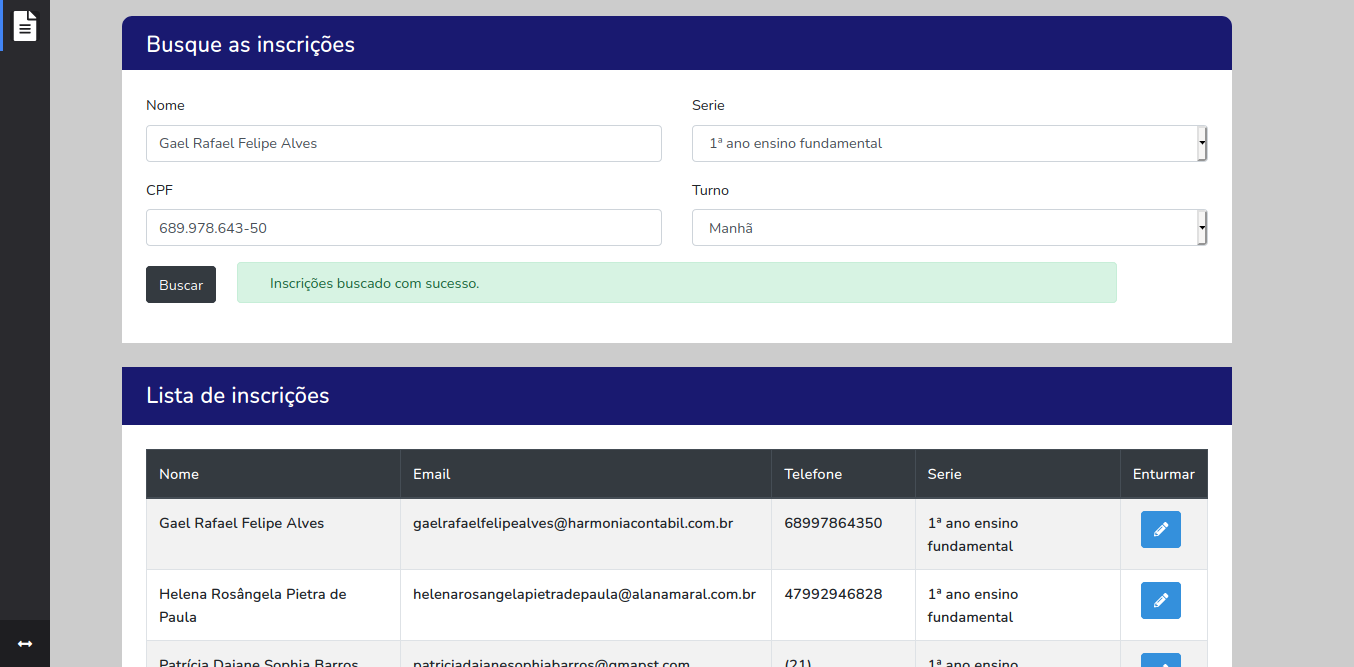 Busque as inscrições
Nome
Serie
Gael Rafael Felipe Alves
1ª ano ensino fundamental
CPF
Turno
689.978.643-50
Manhã
Buscar
Inscrições buscado com sucesso.
Lista de inscrições
Nome Email Telefone Serie Enturmar
Gael Rafael Felipe Alves gaelrafaelfelipealves@harmoniacontabil.com.br 68997864350 1ª ano ensino
fundamental
Helena Rosângela Pietra de helenarosangelapietradepaula@alanamaral.com.br 47992946828 1ª ano ensino
Paula fundamental
Patrícia Daiane Sophia Barros patriciadaianesophiabarros@gmapst.com (21) 1ª ano ensino